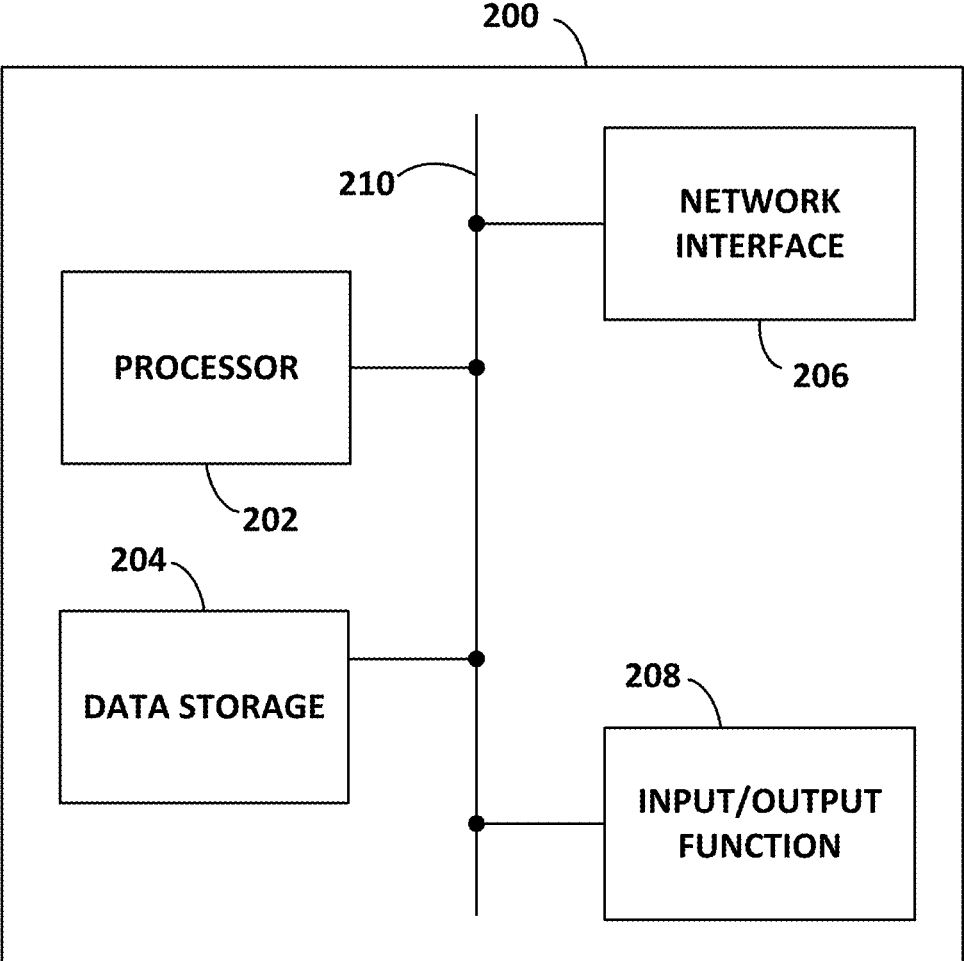 200
210
NETWORK
INTERFACE
206
PROCESSOR
202
204
DATA STORAGE
208
INPUT/OUTPUT
FUNCTION